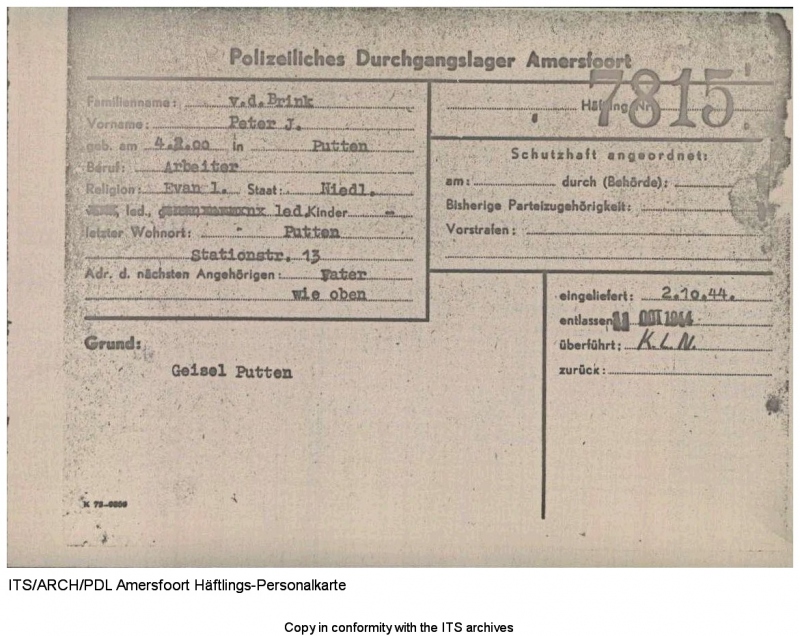 Polizeiliches Durchgangslager Amersfoort
Familienname: v.d.Brink
Vorname: Peter J.
geb. am 4.2.00 in Putten
Beruf: Arbeiter
Religion: Evan l. Staat: Niedl.
led., led.Kinder --
letzter Wohnort: Putten
Stationstr. 13
Adr. d. nächsten Angehörigen: Vater
wie oben
Häftling Nr. 7815
Schutzhaft angeordnet:
am: durch (Behörde):
Bisherige Parteizugehörigkeit:
Vorstrafen:
eingeliefert: 2.10.44.
entlassen 11 OCT 1944
überführt: K.L.N.
zurück:
Grund:
Geisel Putten
ITS/ARCH/PDL Amersfoort Häftlings-Personalkarte
Copy in conformity with the ITS archives